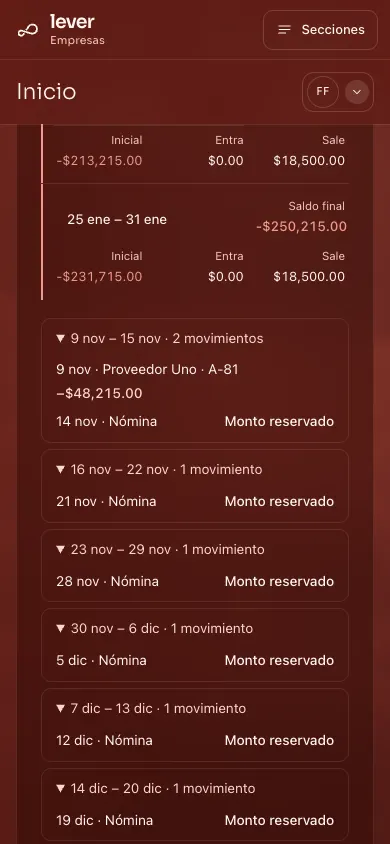 lever
Empresas
Secciones
Inicio
FF
Inicial Entra Sale
-$213,215.00 $0.00 $18,500.00
Saldo final
25 ene – 31 ene -$250,215.00
Inicial Entra Sale
-$231,715.00 $0.00 $18,500.00
▼ 9 nov – 15 nov · 2 movimientos
9 nov · Proveedor Uno · A-81
–$48,215.00
14 nov · Nómina Monto reservado
▼ 16 nov – 22 nov · 1 movimiento
21 nov · Nómina Monto reservado
▼ 23 nov – 29 nov · 1 movimiento
28 nov · Nómina Monto reservado
▼ 30 nov – 6 dic · 1 movimiento
5 dic · Nómina Monto reservado
▼ 7 dic – 13 dic · 1 movimiento
12 dic · Nómina Monto reservado
▼ 14 dic – 20 dic · 1 movimiento
19 dic · Nómina Monto reservado